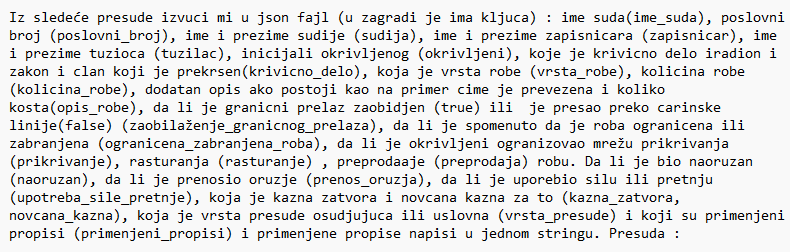 Iz sledeće presude izvuci mi u json fajl (u zagradi je ima kljuca) : ime suda(ime_suda), poslovni
broj (poslovni_broj), ime i prezime sudije (sudija), ime i prezime zapisnicara (zapisnicar), ime
i prezime tuzioca (tuzilac), inicijali okrivljenog (okrivljeni), koje je krivicno delo iradion i
zakon i clan koji je prekrsen(krivicno_delo), koja je vrsta robe (vrsta_robe), kolicina robe
(kolicina_robe), dodatan opis ako postoji kao na primer cime je prevezena i koliko
kosta(opis_robe), da li je granicni prelaz zaobidjen (true) ili  je presao preko carinske
linije(false) (zaobilaženje_granicnog_prelaza), da li je spomenuto da je roba ogranicena ili
zabranjena (ogranicena_zabranjena_roba), da li je okrivljeni ogranizovao mrežu prikrivanja
(prikrivanje), rasturanja (rasturanje) , preprodaaje (preprodaja) robu. Da li je bio naoruzan
(naoruzan), da li je prenosio oruzje (prenos_oruzja), da li je uporebio silu ili pretnju
(upotreba_sile_pretnje), koja je kazna zatvora i novcana kazna za to (kazna_zatvora,
novcana_kazna), koja je vrsta presude osudjujuca ili uslovna (vrsta_presude) i koji su primenjeni
propisi (primenjeni_propisi) i primenjene propise napisi u jednom stringu. Presuda :